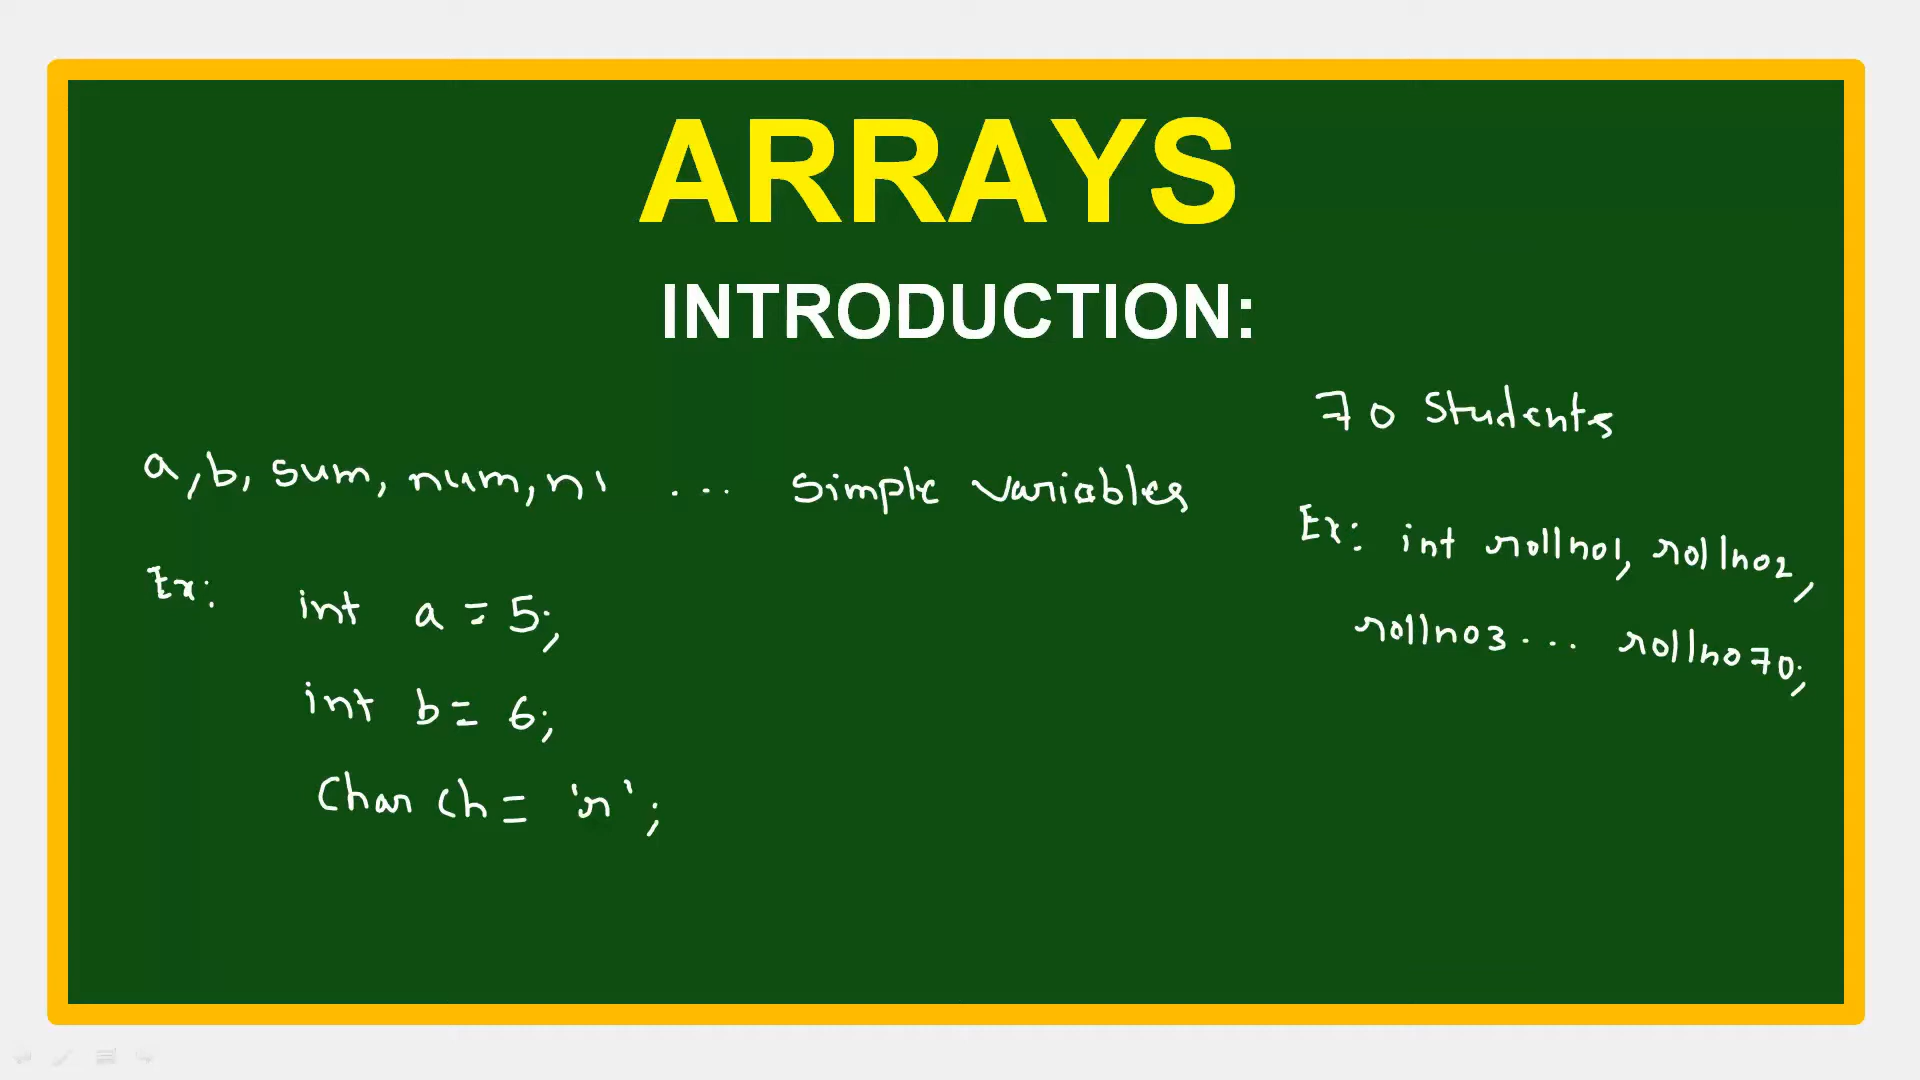 ARRAYS
INTRODUCTION:
a, b, sum, num, n1 ... Simple variables
Ex: int a = 5;
int b = 6;
Char ch = 'r';
70 Students
Ex: int rollno1, rollno2,
rollno3 ... rollno70;